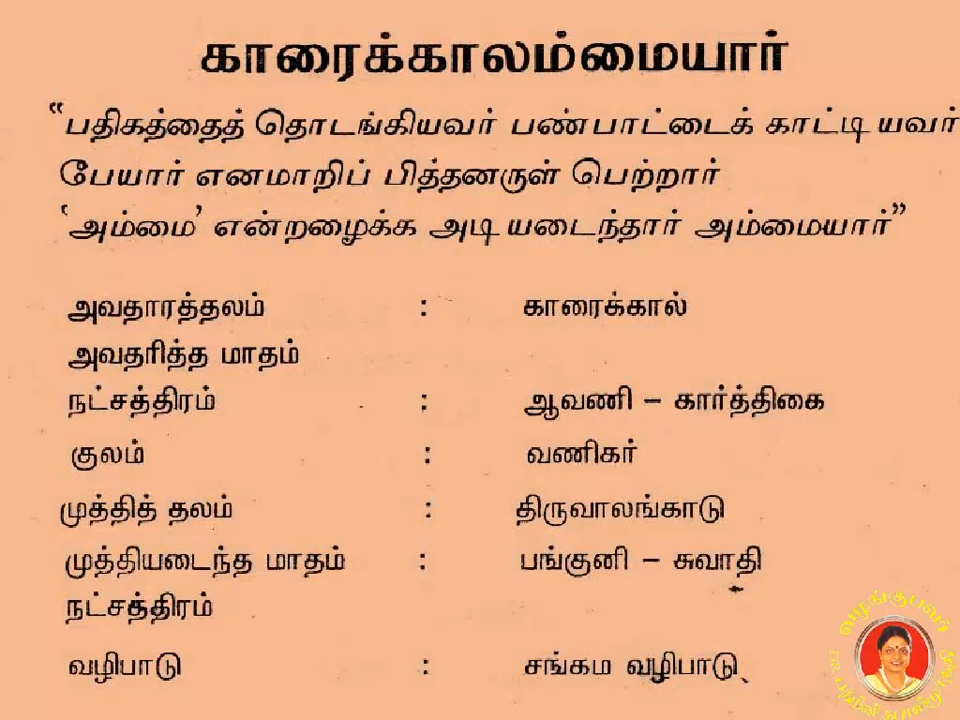 காரைக்காலம்மையார்
“பதிகத்தைத் தொடங்கியவர் பண்பாட்டைக் காட்டியவர்
பேயார் எனமாறிப் பித்தனருள் பெற்றார்
‘அம்மை’ என்றழைக்க அடியடைந்தார் அம்மையார்”
அவதாரத்தலம் : காரைக்கால்
அவதரித்த மாதம்
நட்சத்திரம் : ஆவணி – கார்த்திகை
குலம் : வணிகர்
முத்தித் தலம் : திருவாலங்காடு
முத்தியடைந்த மாதம் : பங்குனி – சுவாதி
நட்சத்திரம்
வழிபாடு : சங்கம வழிபாடு
வழங்குபவர்